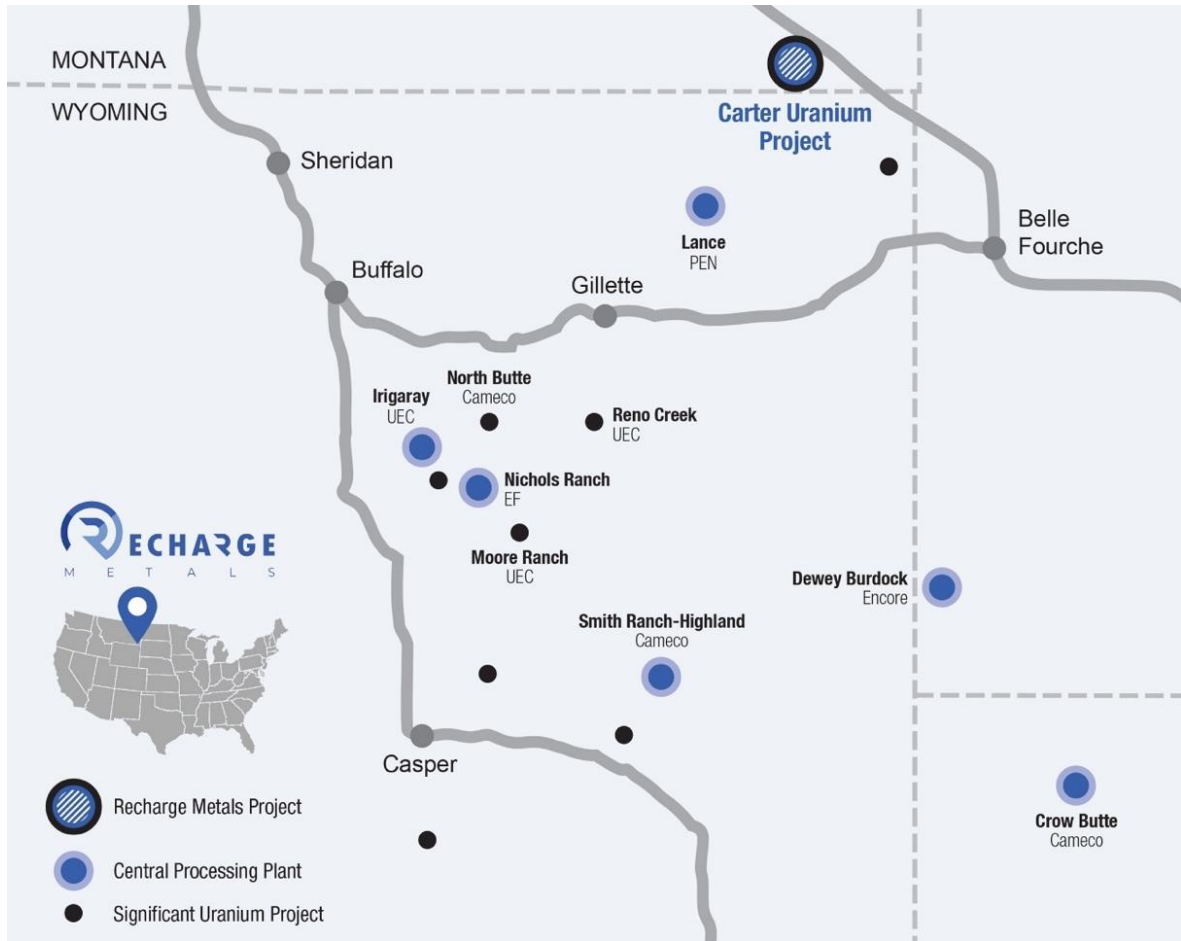 MONTANA
WYOMING
Carter Uranium
Project
Sheridan
Lance
PEN
Belle
Fourche
Buffalo
Gillette
North Butte
Cameco
Irigaray
UEC
Reno Creek
UEC
Nichols Ranch
EF
Moore Ranch
UEC
Dewey Burdock
Encore
Smith Ranch-Highland
Cameco
Casper
Crow Butte
Cameco
RECHARGE
METALS
Recharge Metals Project
Central Processing Plant
Significant Uranium Project